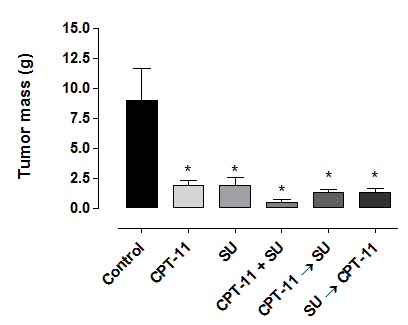 15.0
12.5
10.0
7.5
5.0
2.5
0.0
Tumor mass (g)
*
*
*
*
*
Control
CPT-11
SU
CPT-11 + SU
CPT-11 → SU
SU → CPT-11